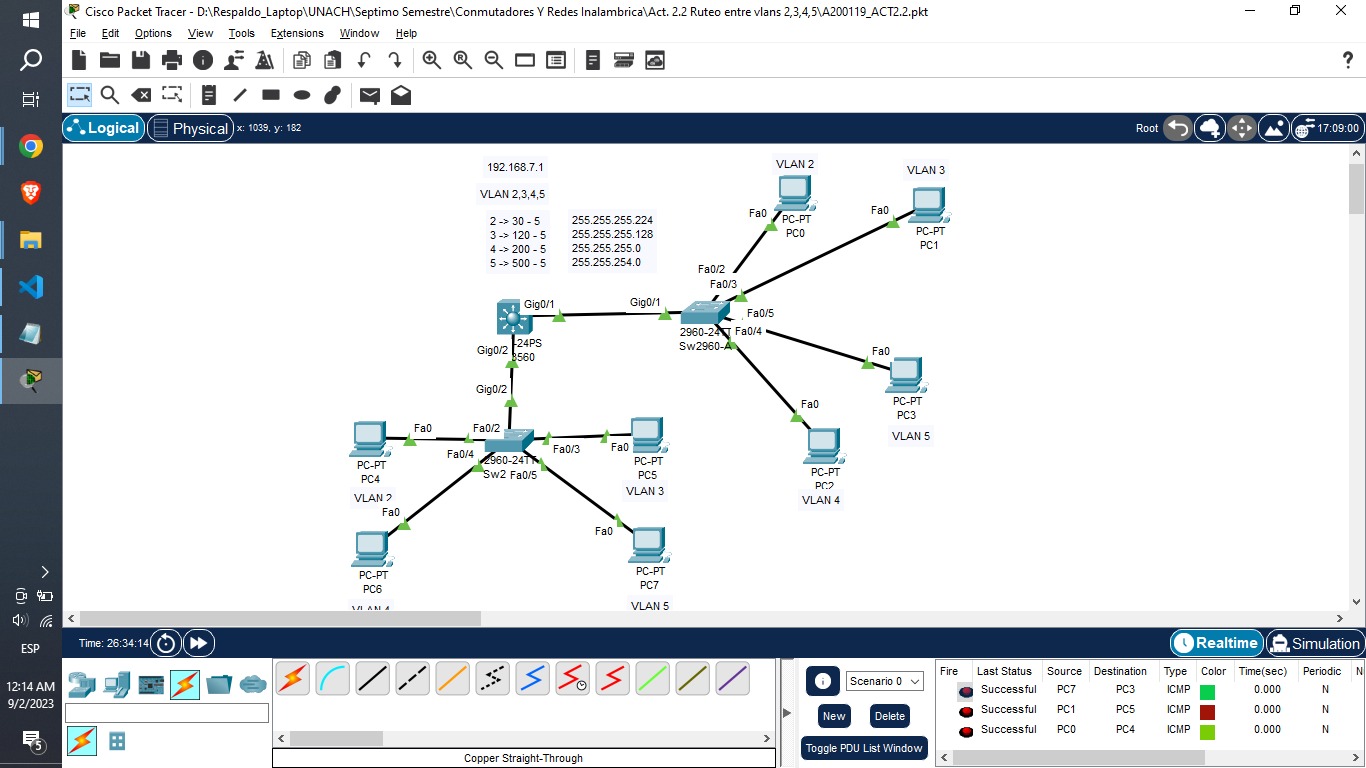 Cisco Packet Tracer - D:\Respaldo_Laptop\UNACH\Septimo Semestre\Conmutadores Y Redes Inalambrica\Act. 2.2 Ruteo entre vlans 2,3,4,5\A200119_ACT2.2.pkt
File Edit Options View Tools Extensions Window Help
Logical Physical x: 1039, y: 182 Root 17:09:00
192.168.7.1
VLAN 2,3,4,5
2 -> 30 - 5 255.255.255.224
3 -> 120 - 5 255.255.255.128
4 -> 200 - 5 255.255.255.0
5 -> 500 - 5 255.255.254.0
VLAN 2
Fa0
PC-PT
PC0
VLAN 3
Fa0
PC-PT
PC1
Fa0/2
Fa0/3
Gig0/1
Gig0/1
Fa0/5
Fa0/4
2960-24TT
Sw2960-A
-24PS
3560
Gig0/2
Gig0/2
Fa0
PC-PT
PC3
VLAN 5
Fa0
PC-PT
PC2
VLAN 4
Fa0
Fa0/2
PC-PT
PC4
VLAN 2
Fa0/4
2960-24TT
Sw2
Fa0/5
Fa0/3
Fa0
PC-PT
PC5
VLAN 3
Fa0
PC-PT
PC6
VLAN 4
Fa0
PC-PT
PC7
VLAN 5
ESP
12:14 AM
9/2/2023
5
Time: 26:34:14 Realtime Simulation
Copper Straight-Through
Scenario 0
New Delete
Toggle PDU List Window
Fire Last Status Source Destination Type Color Time(sec) Periodic N
Successful PC7 PC3 ICMP 0.000 N
Successful PC1 PC5 ICMP 0.000 N
Successful PC0 PC4 ICMP 0.000 N